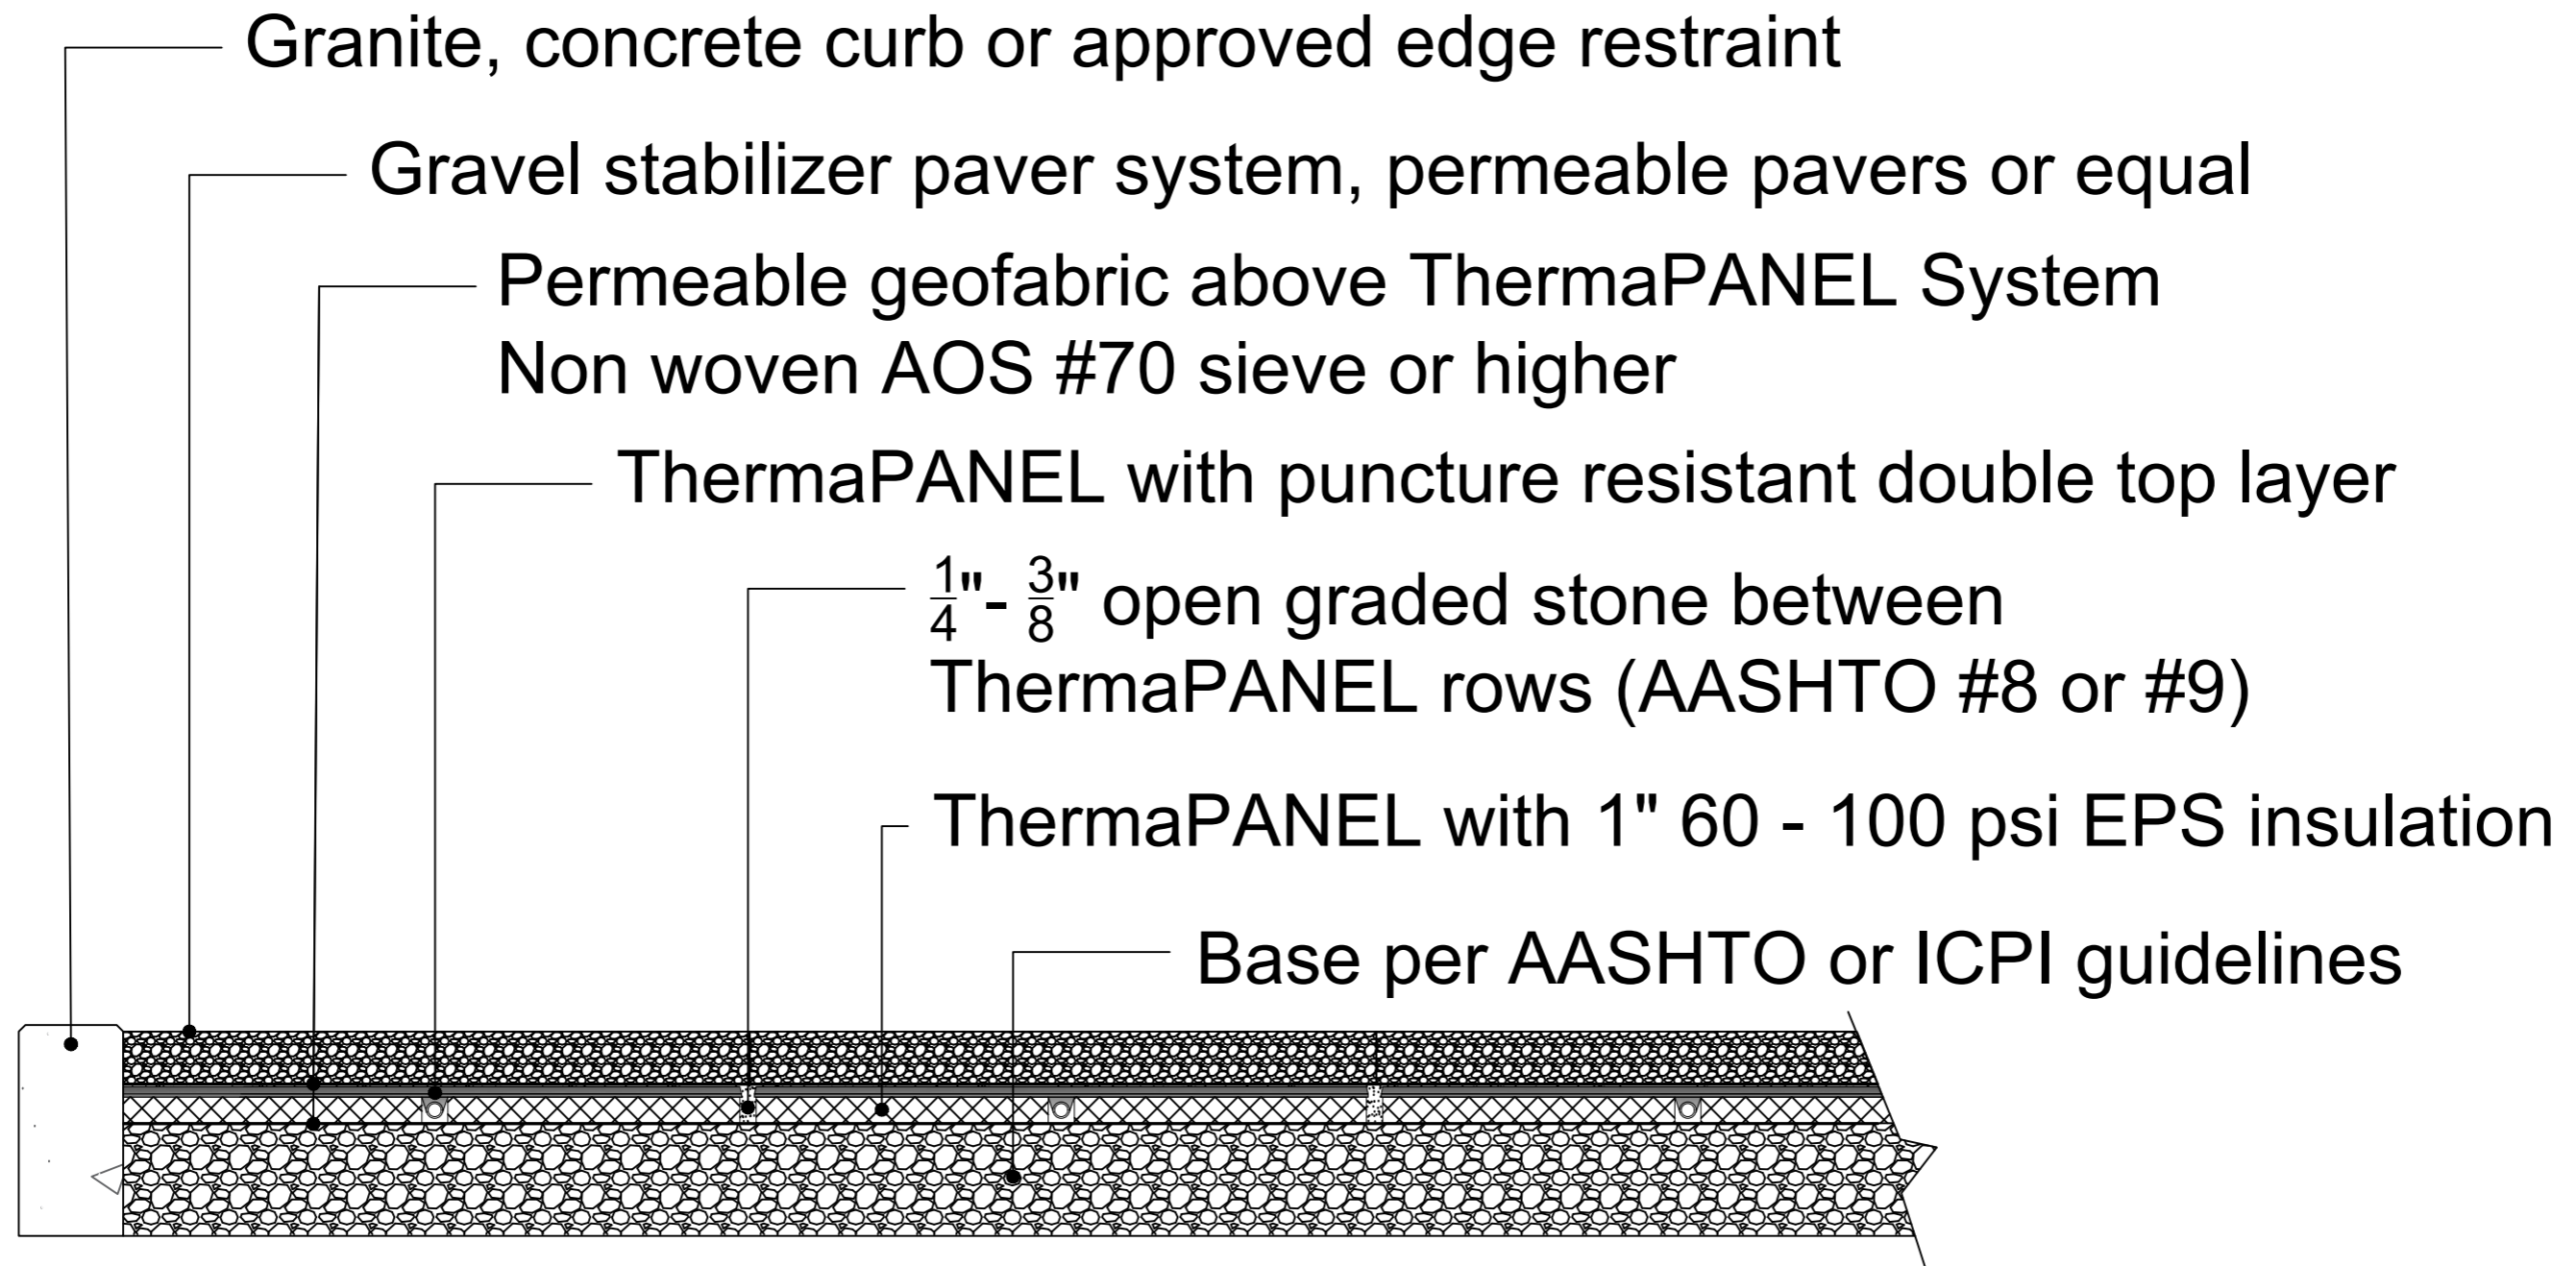 Granite, concrete curb or approved edge restraint
Gravel stabilizer paver system, permeable pavers or equal
Permeable geofabric above ThermaPANEL System
Non woven AOS #70 sieve or higher
ThermaPANEL with puncture resistant double top layer
1/4"- 3/8" open graded stone between
ThermaPANEL rows (AASHTO #8 or #9)
ThermaPANEL with 1" 60 - 100 psi EPS insulation
Base per AASHTO or ICPI guidelines